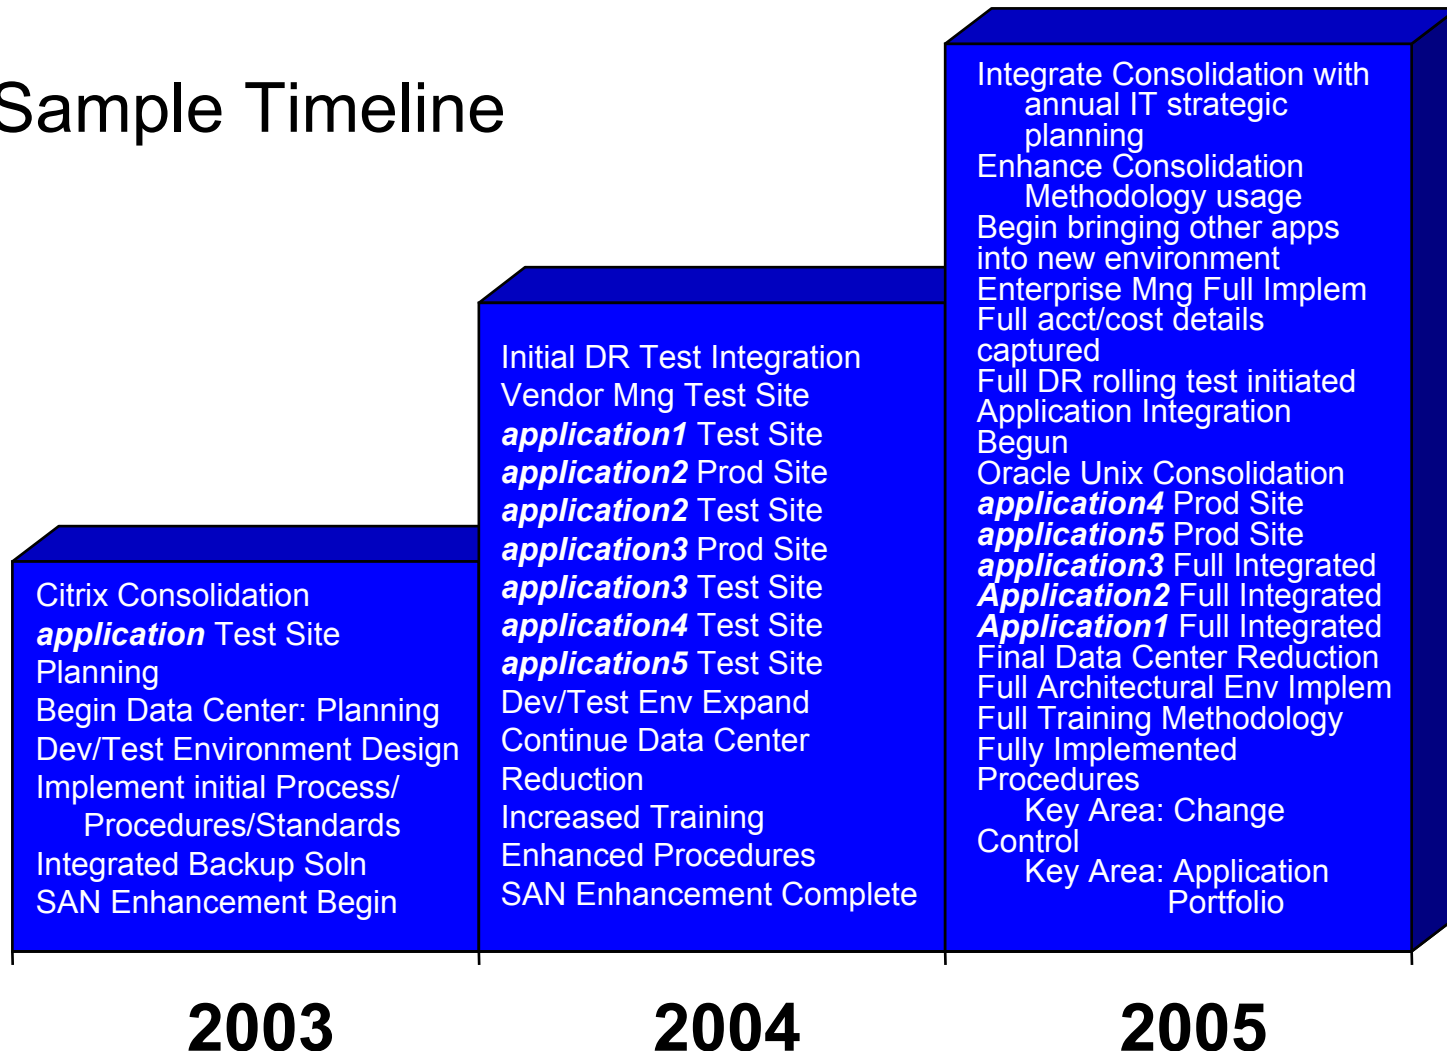 Sample Timeline
Citrix Consolidation
application Test Site
Planning
Begin Data Center: Planning
Dev/Test Environment Design
Implement initial Process/
Procedures/Standards
Integrated Backup Soln
SAN Enhancement Begin
Initial DR Test Integration
Vendor Mng Test Site
application1 Test Site
application2 Prod Site
application2 Test Site
application3 Prod Site
application3 Test Site
application4 Test Site
application5 Test Site
Dev/Test Env Expand
Continue Data Center
Reduction
Increased Training
Enhanced Procedures
SAN Enhancement Complete
Integrate Consolidation with
annual IT strategic
planning
Enhance Consolidation
Methodology usage
Begin bringing other apps
into new environment
Enterprise Mng Full Implem
Full acct/cost details
captured
Full DR rolling test initiated
Application Integration
Begun
Oracle Unix Consolidation
application4 Prod Site
application5 Prod Site
application3 Full Integrated
Application2 Full Integrated
Application1 Full Integrated
Final Data Center Reduction
Full Architectural Env Implem
Full Training Methodology
Fully Implemented
Procedures
Key Area: Change
Control
Key Area: Application
Portfolio
2003
2004
2005